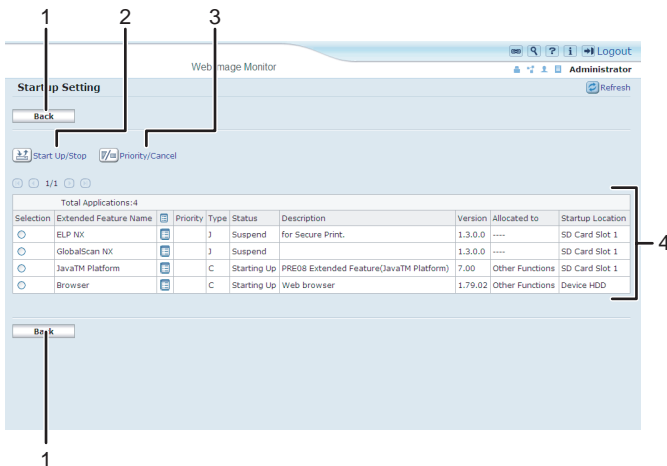 1 2 3
Logout
Web Image Monitor
Administrator
Startup Setting
Refresh
Back
Start Up/Stop Priority/Cancel
1/1
Total Applications:4
Selection Extended Feature Name Priority Type Status Description Version Allocated to Startup Location
ELP NX J Suspend for Secure Print. 1.3.0.0 ---- SD Card Slot 1
GlobalScan NX J Suspend 1.3.0.0 ---- SD Card Slot 1
4
JavaTM Platform C Starting Up PRE08 Extended Feature(JavaTM Platform) 7.00 Other Functions SD Card Slot 1
Browser C Starting Up Web browser 1.79.02 Other Functions Device HDD
Back
1